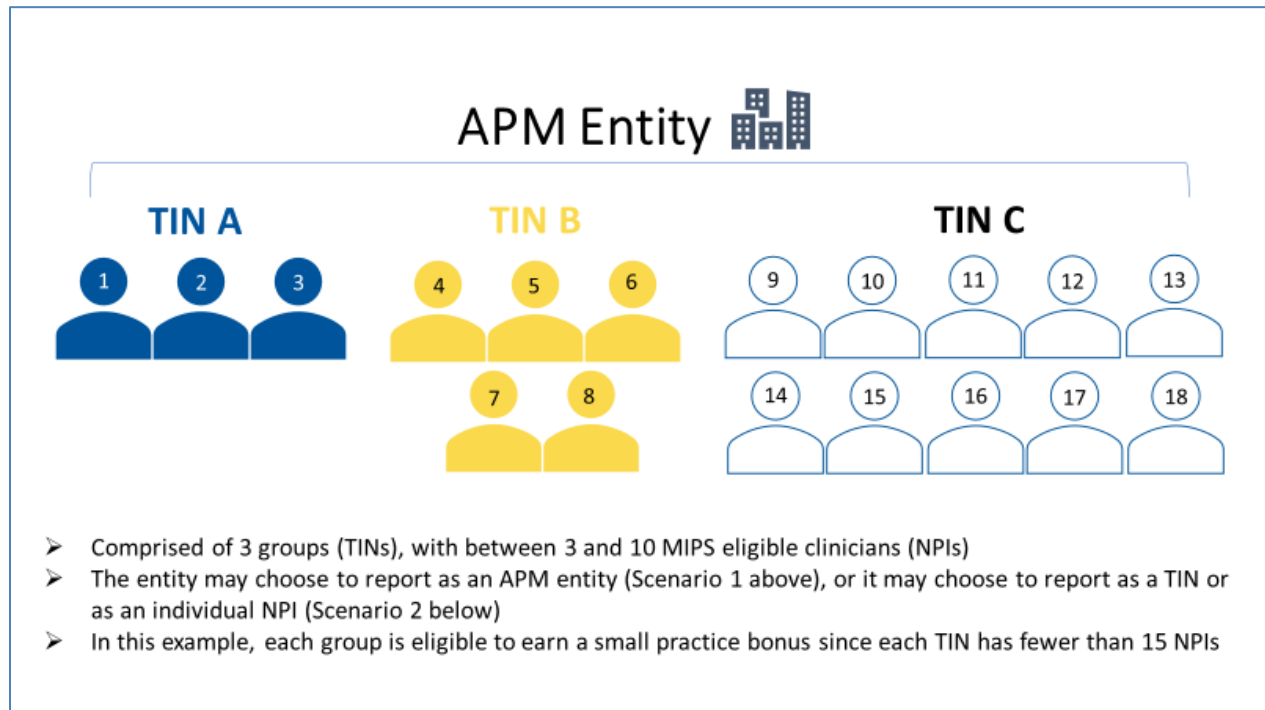 APM Entity
TIN A
TIN B
TIN C
1 2 3
4 5 6
9 10 11 12 13
7 8
14 15 16 17 18
➢ Comprised of 3 groups (TINs), with between 3 and 10 MIPS eligible clinicians (NPIs)
➢ The entity may choose to report as an APM entity (Scenario 1 above), or it may choose to report as a TIN or
as an individual NPI (Scenario 2 below)
➢ In this example, each group is eligible to earn a small practice bonus since each TIN has fewer than 15 NPIs